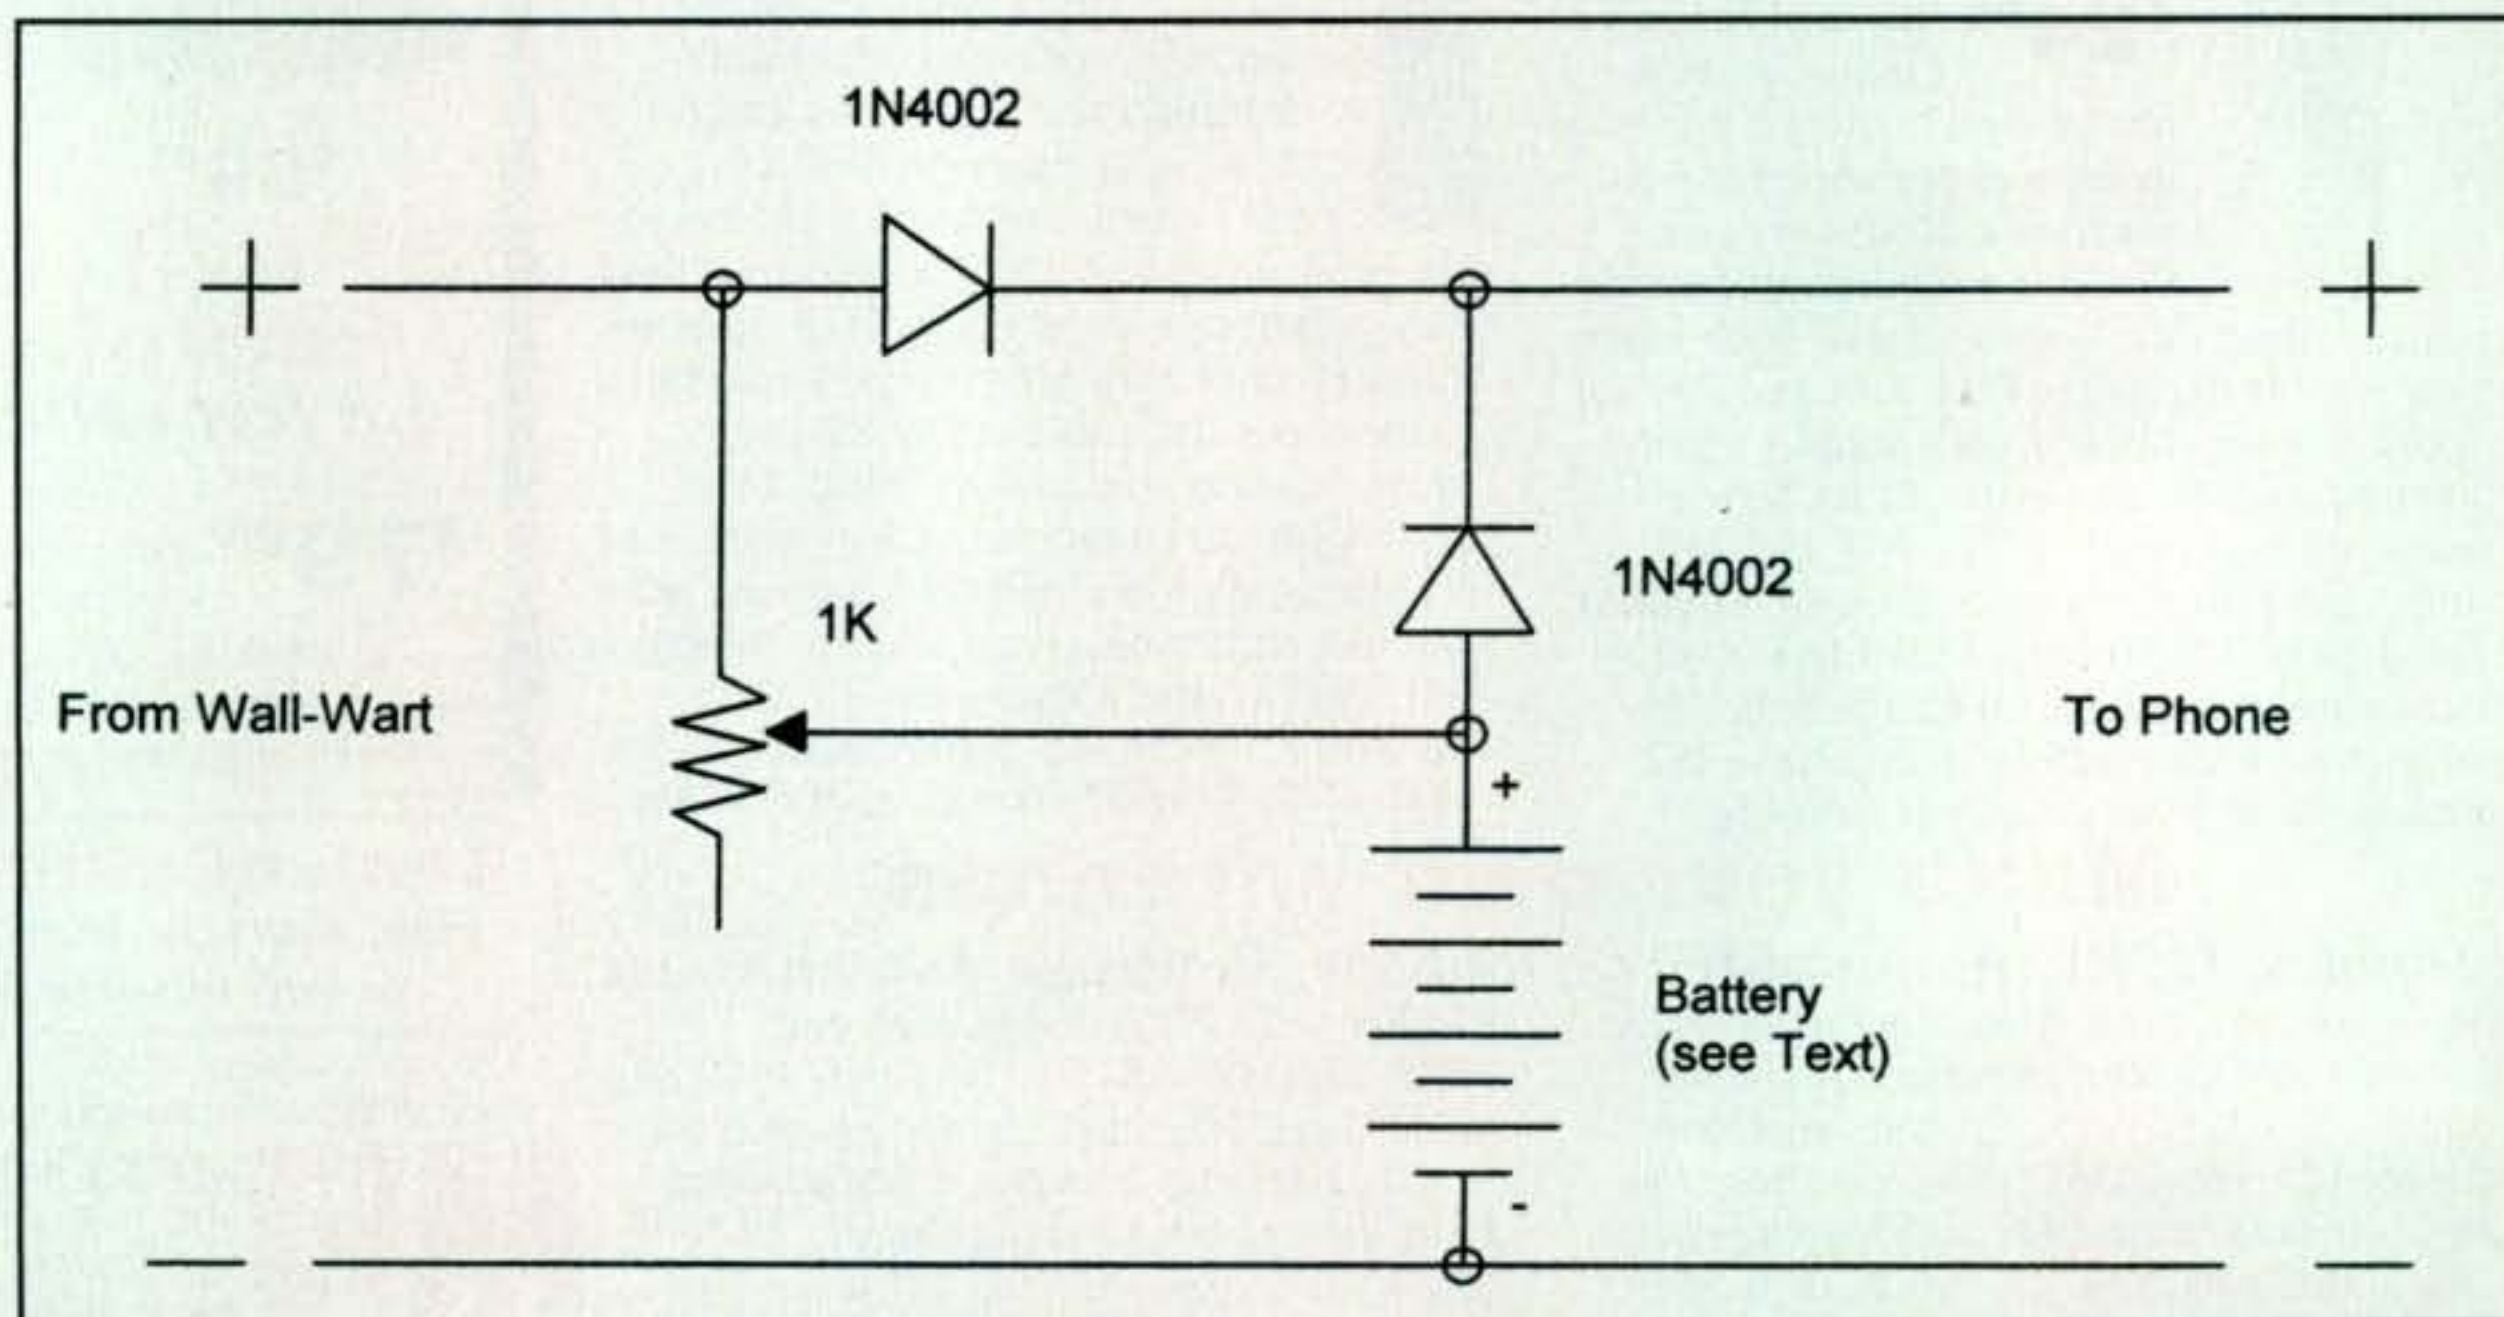 1N4002
+
+
1N4002
1K
From Wall-Wart
To Phone
+
Battery
(see Text)
-